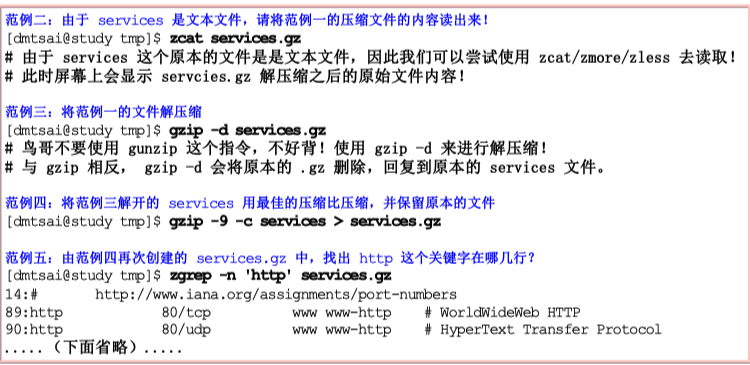 范例二：由于 services 是文本文件，请将范例一的压缩文件的内容读出来！
[dmtsai@study tmp]$ zcat services.gz
# 由于 services 这个原本的文件是是文本文件，因此我们可以尝试使用 zcat/zmore/zless 去读取！
# 此时屏幕上会显示 servcies.gz 解压缩之后的原始文件内容！
范例三：将范例一的文件解压缩
[dmtsai@study tmp]$ gzip -d services.gz
# 鸟哥不要使用 gunzip 这个指令，不好背！使用 gzip -d 来进行解压缩！
# 与 gzip 相反， gzip -d 会将原本的 .gz 删除，回复到原本的 services 文件。
范例四：将范例三解开的 services 用最佳的压缩比压缩，并保留原本的文件
[dmtsai@study tmp]$ gzip -9 -c services > services.gz
范例五：由范例四再次创建的 services.gz 中，找出 http 这个关键字在哪几行？
[dmtsai@study tmp]$ zgrep -n 'http' services.gz
14:# http://www.iana.org/assignments/port-numbers
89:http 80/tcp www www-http # WorldWideWeb HTTP
90:http 80/udp www www-http # HyperText Transfer Protocol
.....（下面省略）.....